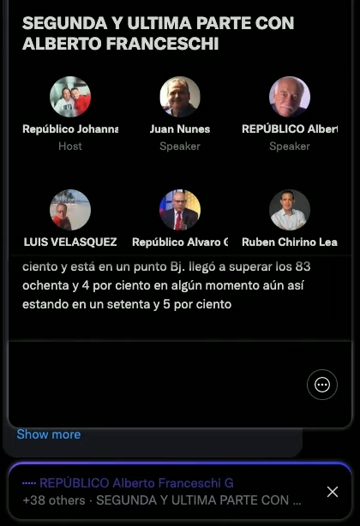 SEGUNDA Y ULTIMA PARTE CON
ALBERTO FRANCESCHI
República Johanna
Host
Juan Nunes
Speaker
REPÚBLICO Albert
Speaker
LUIS VELASQUEZ
Repúblico Alvaro G
Ruben Chirino Lea
ciento y está en un punto Bj. llegó a superar los 83
ochenta y 4 por ciento en algún momento aún así
estando en un setenta y 5 por ciento
Show more
REPÚBLICO Alberto Franceschi G
+38 others · SEGUNDA Y ULTIMA PARTE CON ...